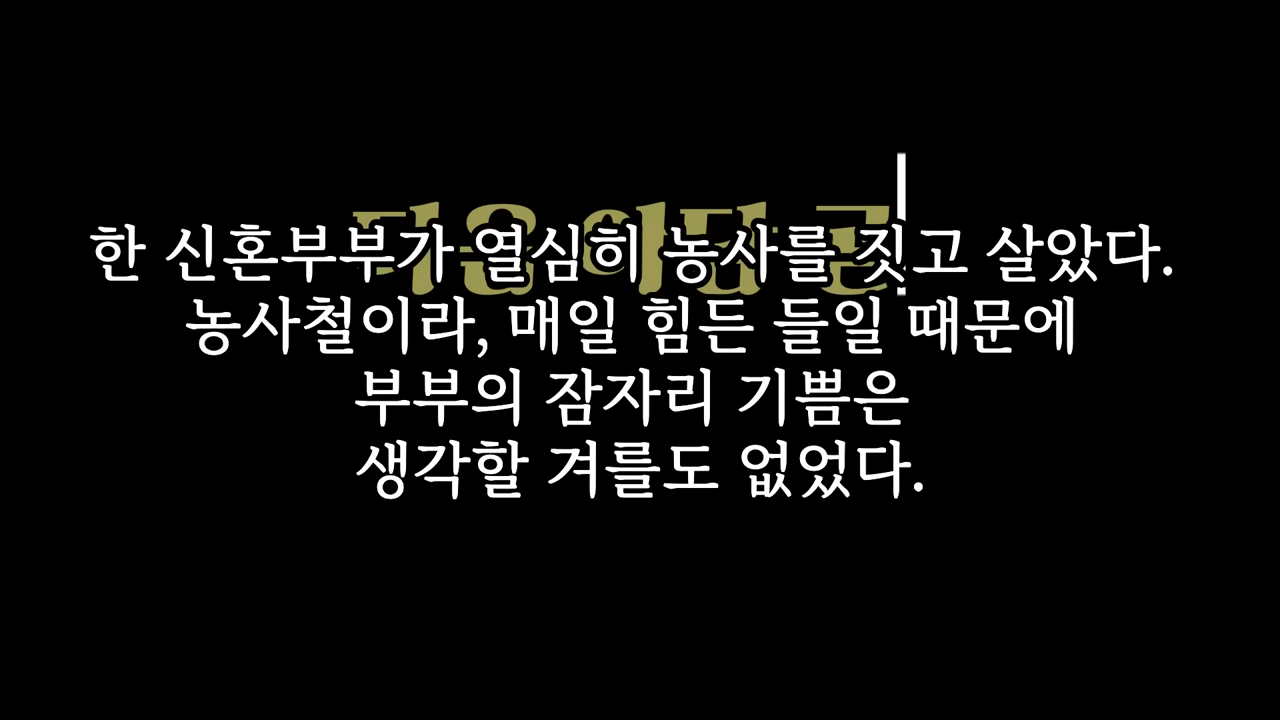 한 신혼부부가 열심히 농사를 짓고 살았다.
농사철이라, 매일 힘든 들일 때문에
부부의 잠자리 기쁨은
생각할 겨를도 없었다.